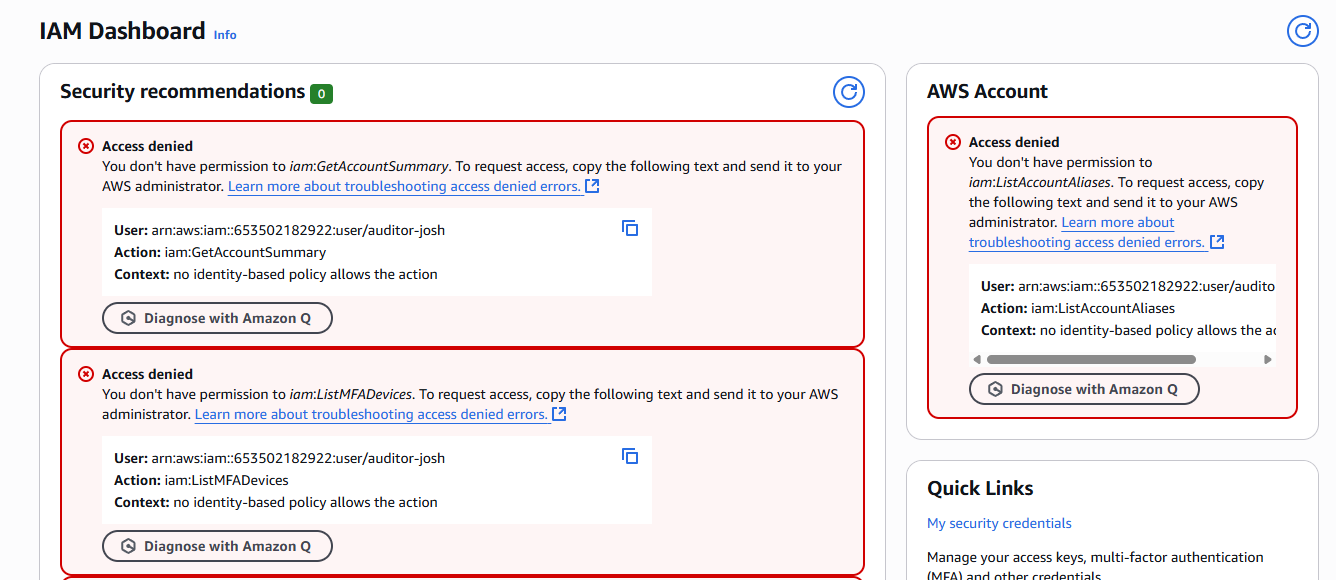 IAM Dashboard Info
Security recommendations 0
Access denied
You don't have permission to iam:GetAccountSummary. To request access, copy the following text and send it to your
AWS administrator. Learn more about troubleshooting access denied errors.
User: arn:aws:iam::653502182922:user/auditor-josh
Action: iam:GetAccountSummary
Context: no identity-based policy allows the action
Diagnose with Amazon Q
Access denied
You don't have permission to iam:ListMFADevices. To request access, copy the following text and send it to your AWS
administrator. Learn more about troubleshooting access denied errors.
User: arn:aws:iam::653502182922:user/auditor-josh
Action: iam:ListMFADevices
Context: no identity-based policy allows the action
Diagnose with Amazon Q
AWS Account
Access denied
You don't have permission to
iam:ListAccountAliases. To request access, copy
the following text and send it to your AWS
administrator. Learn more about
troubleshooting access denied errors.
User: arn:aws:iam::653502182922:user/audito
Action: iam:ListAccountAliases
Context: no identity-based policy allows the ac
Diagnose with Amazon Q
Quick Links
My security credentials
Manage your access keys, multi-factor authentication
(MFA) and other credentials